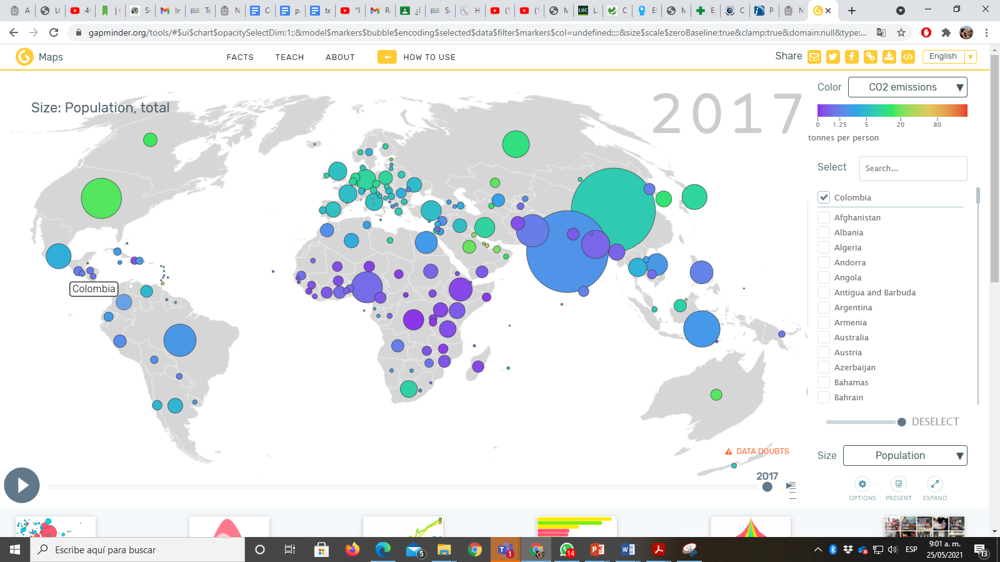 gapminder.org/tools/#$ui$chart$opacitySelectDim:1;;&model$markers$bubble$encoding$selected$data$filter$markers$col=undefined;;;;&size$scale$zeroBaseline:true&clamp:true&domain:null&type:...
Maps
FACTS
TEACH
ABOUT
HOW TO USE
Share
English
Size: Population, total
2017
Color
CO2 emissions
0
1.25
5
20
80
tonnes per person
Select
Search...
Colombia
Afghanistan
Albania
Algeria
Andorra
Angola
Antigua and Barbuda
Argentina
Armenia
Australia
Austria
Azerbaijan
Bahamas
Bahrain
Colombia
DESELECT
DATA DOUBTS
Size
Population
2017
OPTIONS
PRESENT
EXPAND
Escribe aquí para buscar
5
1
14
ESP
9:01 a. m.
25/05/2021
13